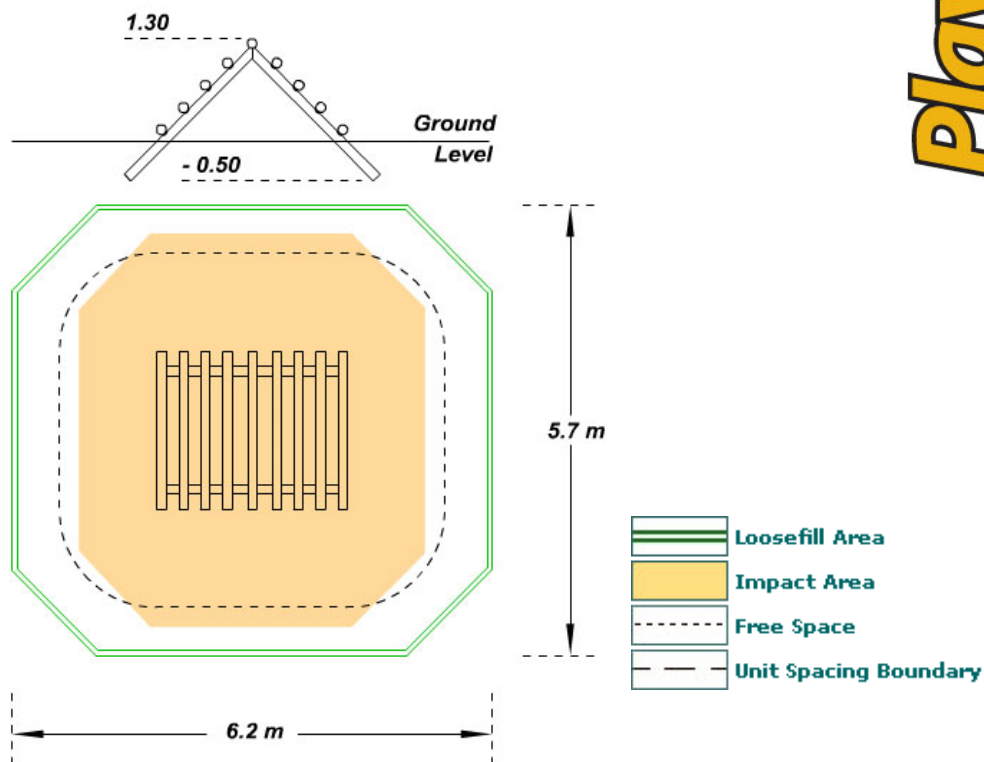 1.30
Ground
Level
- 0.50
5.7 m
6.2 m
Loosefill Area
Impact Area
Free Space
Unit Spacing Boundary